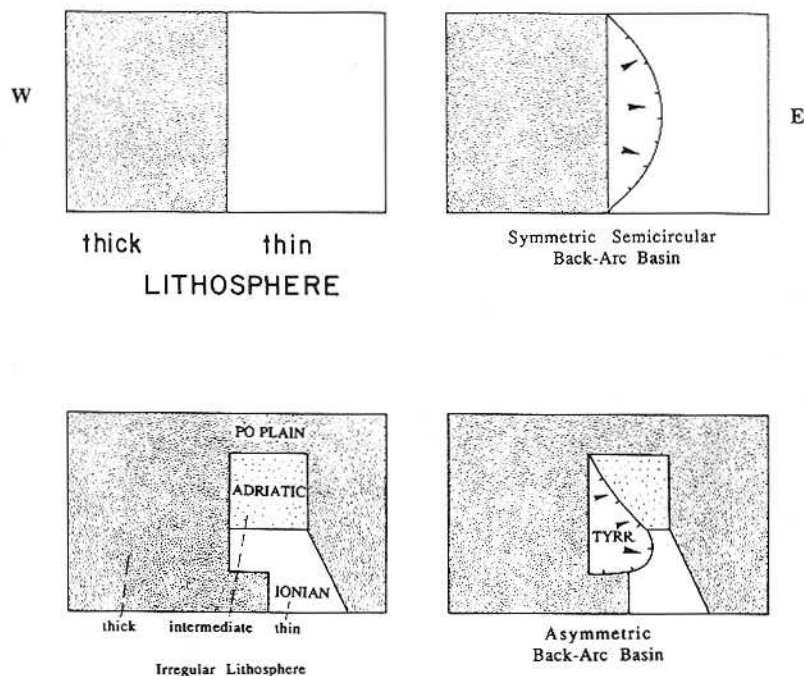 W
E
thick thin
LITHOSPHERE
Symmetric Semicircular
Back-Arc Basin
PO PLAIN
ADRIATIC
IONIAN
thick intermediate thin
Irregular Lithosphere
TYRR.
Asymmetric
Back-Arc Basin